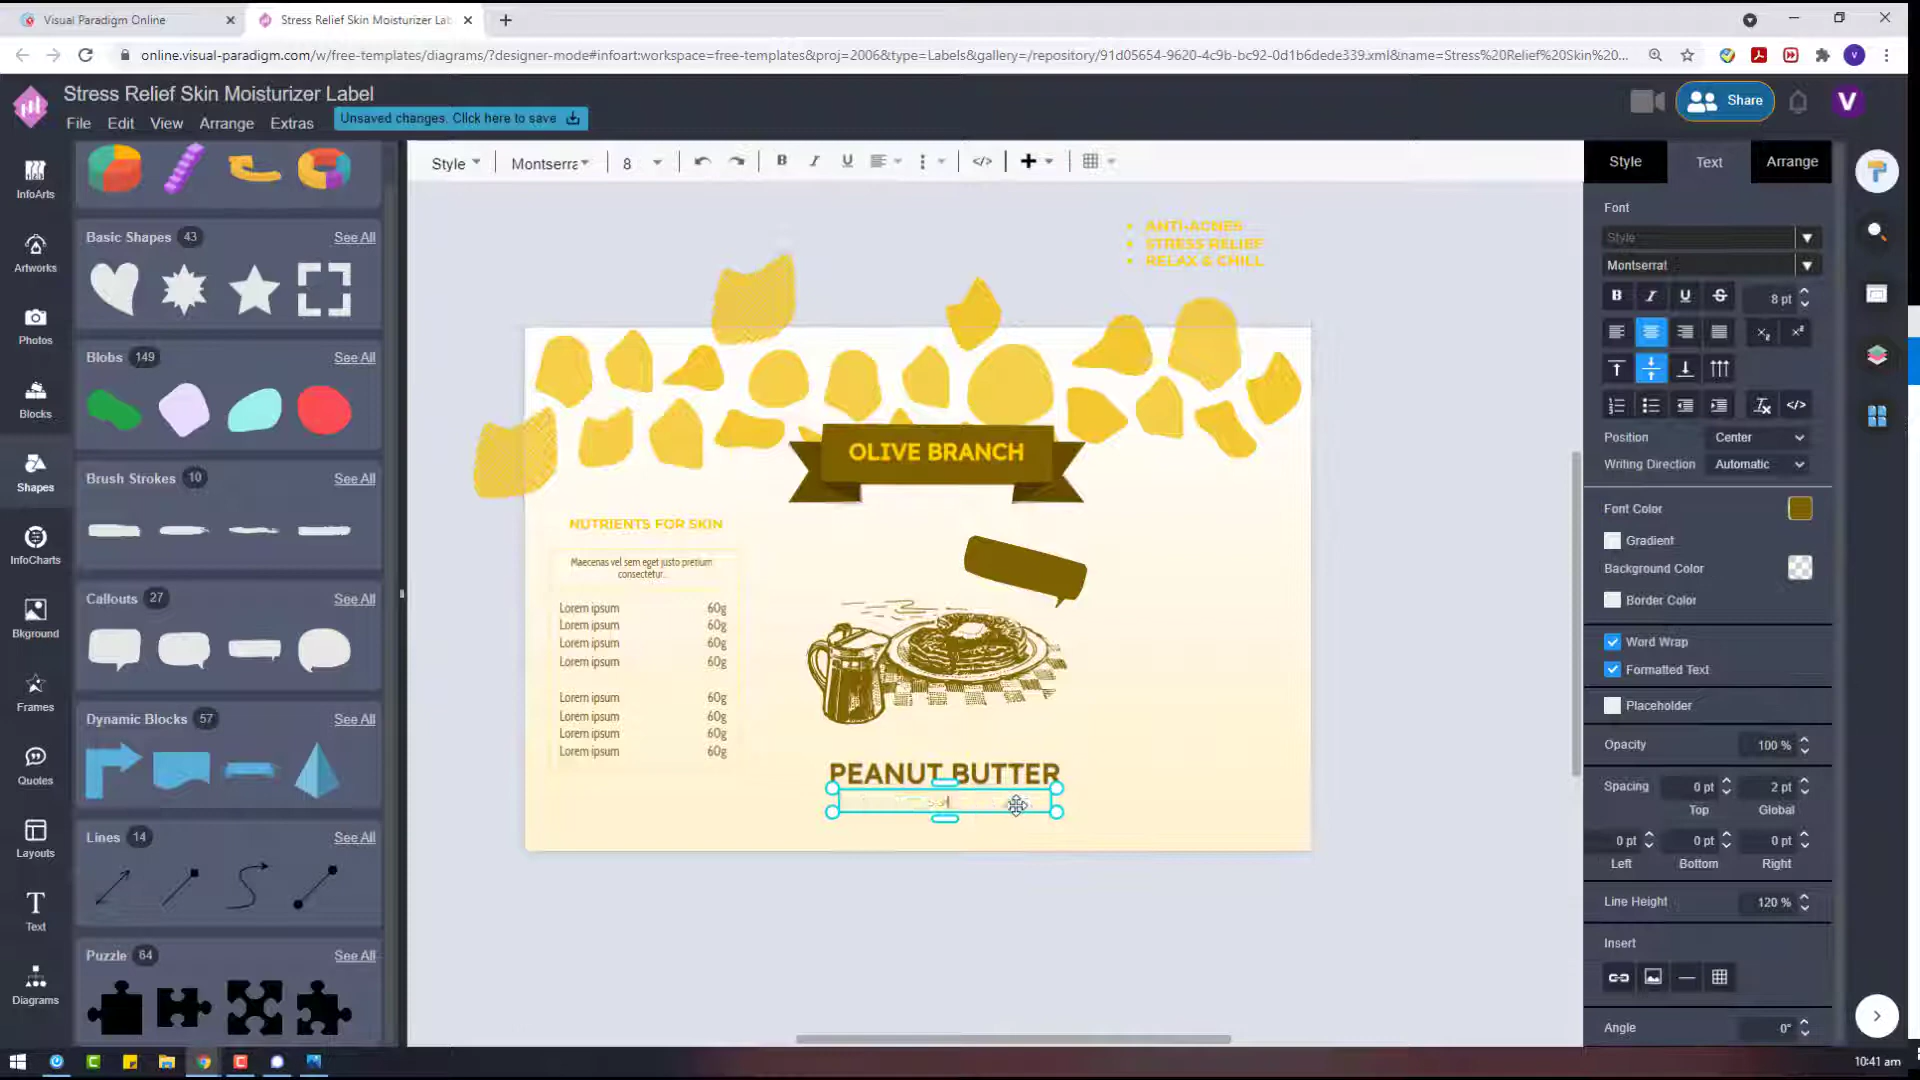 Visual Paradigm Online
Stress Relief Skin Moisturizer Lab
online.visual-paradigm.com/w/free-templates/diagrams/?designer-mode#infoart:workspace=free-templates&proj=2006&type=Labels&gallery=/repository/91d05654-9620-4c9b-bc92-0d1b6dede339.xml&name=Stress%20Relief%20Skin%20...
Stress Relief Skin Moisturizer Label
File Edit View Arrange Extras
Unsaved changes. Click here to save
Share
V
InfoArts
Artworks
Photos
Blocks
Shapes
InfoCharts
Bkground
Frames
Quotes
Layouts
Text
Diagrams
Basic Shapes 43 See All
Blobs 149 See All
Brush Strokes 10 See All
Callouts 27 See All
Dynamic Blocks 57 See All
Lines 14 See All
Puzzle 64 See All
Style Montserra 8 B I U </>
ANTI-ACNES
STRESS RELIEF
RELAX & CHILL
OLIVE BRANCH
NUTRIENTS FOR SKIN
Maecenas vel sem eget justo pretium
consectetur..
Lorem ipsum 60g
Lorem ipsum 60g
Lorem ipsum 60g
Lorem ipsum 60g
Lorem ipsum 60g
Lorem ipsum 60g
Lorem ipsum 60g
Lorem ipsum 60g
PEANUT BUTTER
Style Text Arrange
Font
Style
Montserrat
B I U S 8 pt
Position Center
Writing Direction Automatic
Font Color
Gradient
Background Color
Border Color
Word Wrap
Formatted Text
Placeholder
Opacity 100 %
Spacing 0 pt 2 pt
Top Global
0 pt 0 pt 0 pt
Left Bottom Right
Line Height 120 %
Insert
Angle 0°
10:41 am